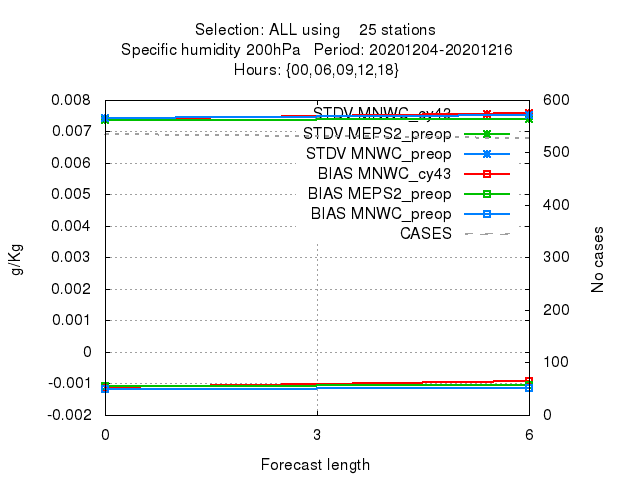 Selection: ALL using 25 stations
Specific humidity 200hPa Period: 20201204-20201216
Hours: {00,06,09,12,18}
0.008
0.007
0.006
0.005
0.004
0.003
0.002
0.001
0
-0.001
-0.002
g/Kg
STDV MNWC_cy43
STDV MEPS2_preop
STDV MNWC_preop
BIAS MNWC_cy43
BIAS MEPS2_preop
BIAS MNWC_preop
CASES
600
500
400
300
200
100
0
No cases
0 3 6
Forecast length